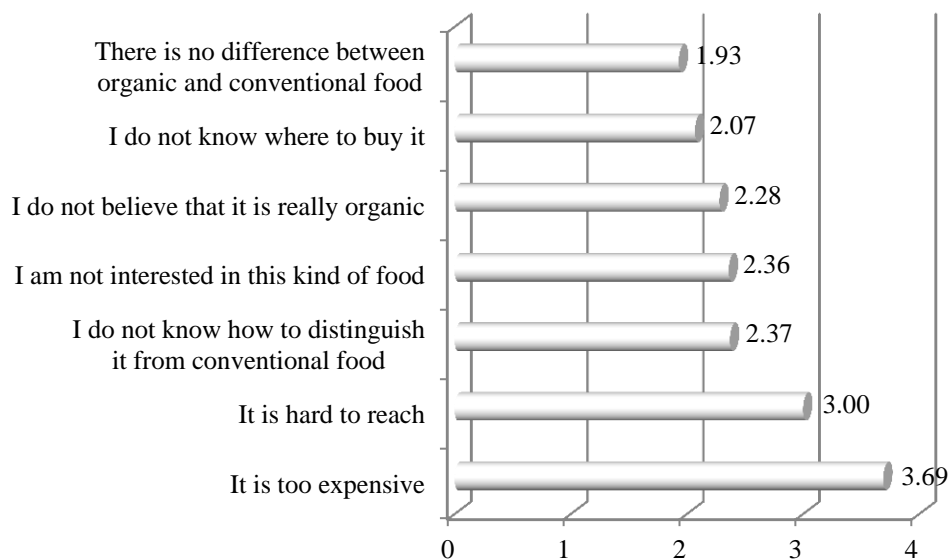 There is no difference between
organic and conventional food
1.93
I do not know where to buy it
2.07
I do not believe that it is really organic
2.28
I am not interested in this kind of food
2.36
I do not know how to distinguish
it from conventional food
2.37
It is hard to reach
3.00
It is too expensive
3.69
0 1 2 3 4